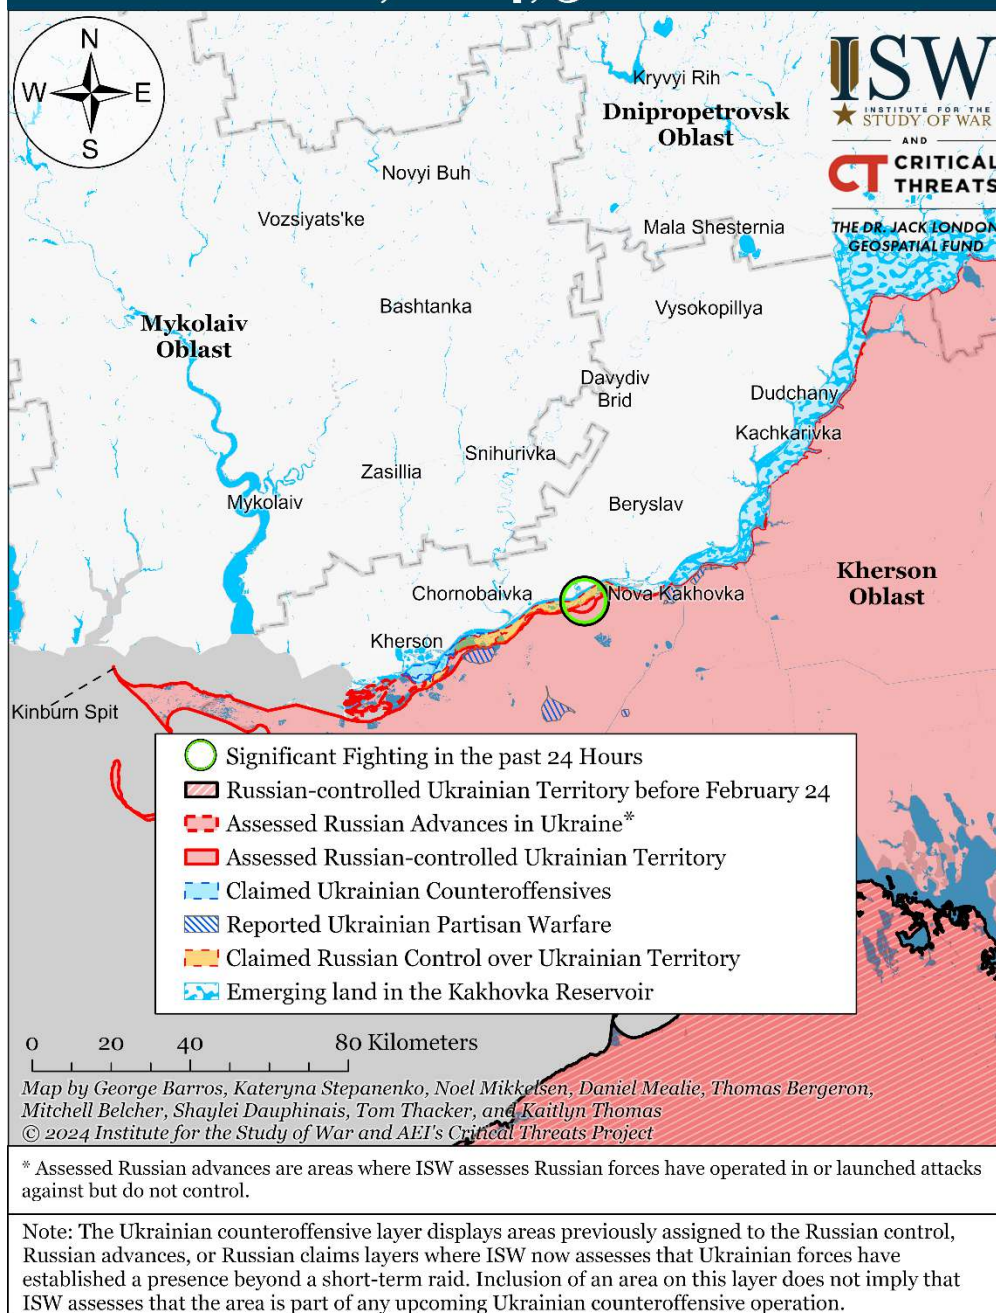 N
W
E
S
ISW
INSTITUTE FOR THE
STUDY OF WAR
AND
CT CRITICAL
THREATS
THE DR. JACK LONDON
GEOSPATIAL FUND
Kryvyi Rih
Dnipropetrovsk
Oblast
Novyi Buh
Vozsiyats'ke
Mala Shesternia
Bashtanka
Vysokopillya
Mykolaiv
Oblast
Davydiv
Brid
Dudchany
Kachkarivka
Snihurivka
Zasillia
Mykolaiv
Beryslav
Kherson
Oblast
Chornobaivka
Nova Kakhovka
Kherson
Kinburn Spit
Significant Fighting in the past 24 Hours
Russian-controlled Ukrainian Territory before February 24
Assessed Russian Advances in Ukraine*
Assessed Russian-controlled Ukrainian Territory
Claimed Ukrainian Counteroffensives
Reported Ukrainian Partisan Warfare
Claimed Russian Control over Ukrainian Territory
Emerging land in the Kakhovka Reservoir
0 20 40 80 Kilometers
Map by George Barros, Kateryna Stepanenko, Noel Mikkelsen, Daniel Mealie, Thomas Bergeron,
Mitchell Belcher, Shaylei Dauphinais, Tom Thacker, and Kaitlyn Thomas
© 2024 Institute for the Study of War and AEI's Critical Threats Project
* Assessed Russian advances are areas where ISW assesses Russian forces have operated in or launched attacks
against but do not control.
Note: The Ukrainian counteroffensive layer displays areas previously assigned to the Russian control,
Russian advances, or Russian claims layers where ISW now assesses that Ukrainian forces have
established a presence beyond a short-term raid. Inclusion of an area on this layer does not imply that
ISW assesses that the area is part of any upcoming Ukrainian counteroffensive operation.